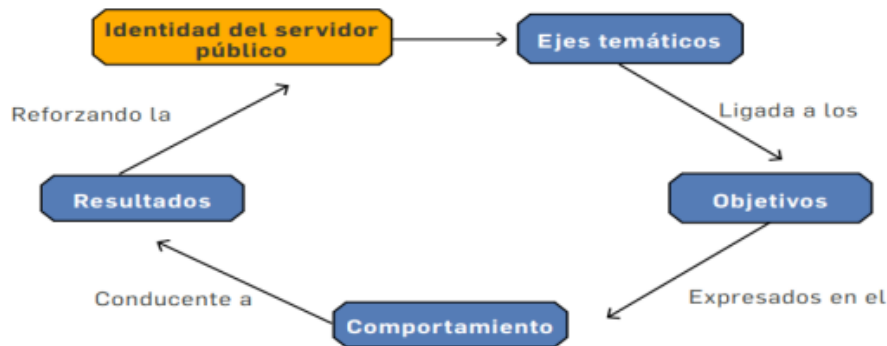 Identidad del servidor
público
Ejes temáticos
Ligada a los
Objetivos
Expresados en el
Comportamiento
Conducente a
Resultados
Reforzando la